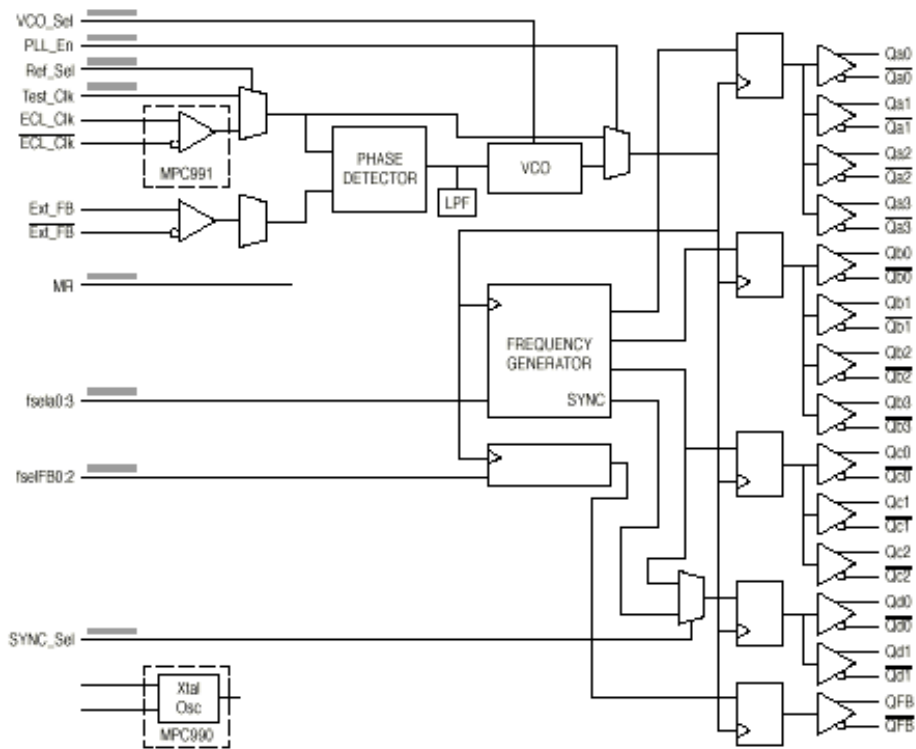 VCO_Sel
PLL_En
Ref_Sel
Test_Clk
ECL_Clk
ECL_Clk
MPC991
Ext_FB
Ext_FB
MR
fsela0:3
fselFB0:2
SYNC_Sel
Xtal
Osc
MPC990
PHASE
DETECTOR
LPF
VCO
FREQUENCY
GENERATOR
SYNC
Qa0
Qa0
Qa1
Qa1
Qa2
Qa2
Qa3
Qa3
Qb0
Qb0
Qb1
Qb1
Qb2
Qb2
Qb3
Qb3
Qc0
Qc0
Qc1
Qc1
Qc2
Qc2
Qd0
Qd0
Qd1
Qd1
QFB
QFB